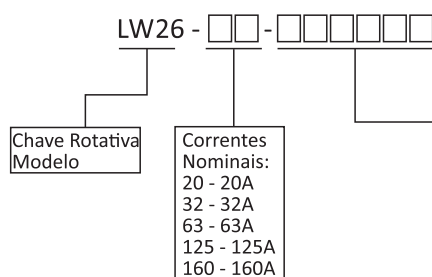 LW26 - □□ - □□□□□□
Chave Rotativa
Modelo
Correntes
Nominais:
20 - 20A
32 - 32A
63 - 63A
125 - 125A
160 - 160A